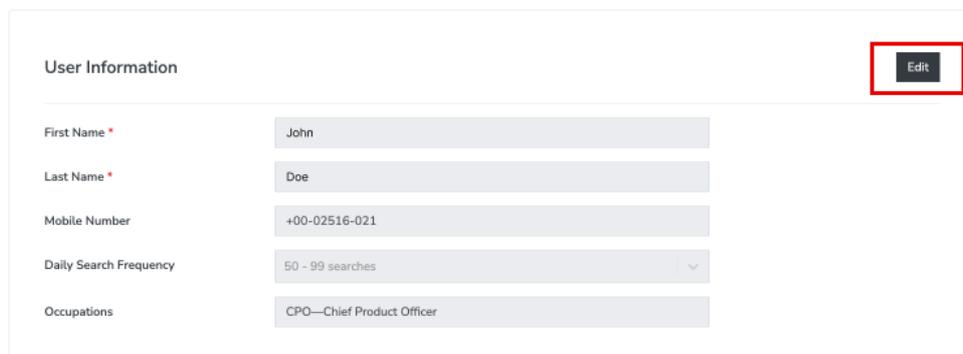 User Information
Edit
First Name *
John
Last Name *
Doe
Mobile Number
+00-02516-021
Daily Search Frequency
50 - 99 searches
Occupations
CPO—Chief Product Officer